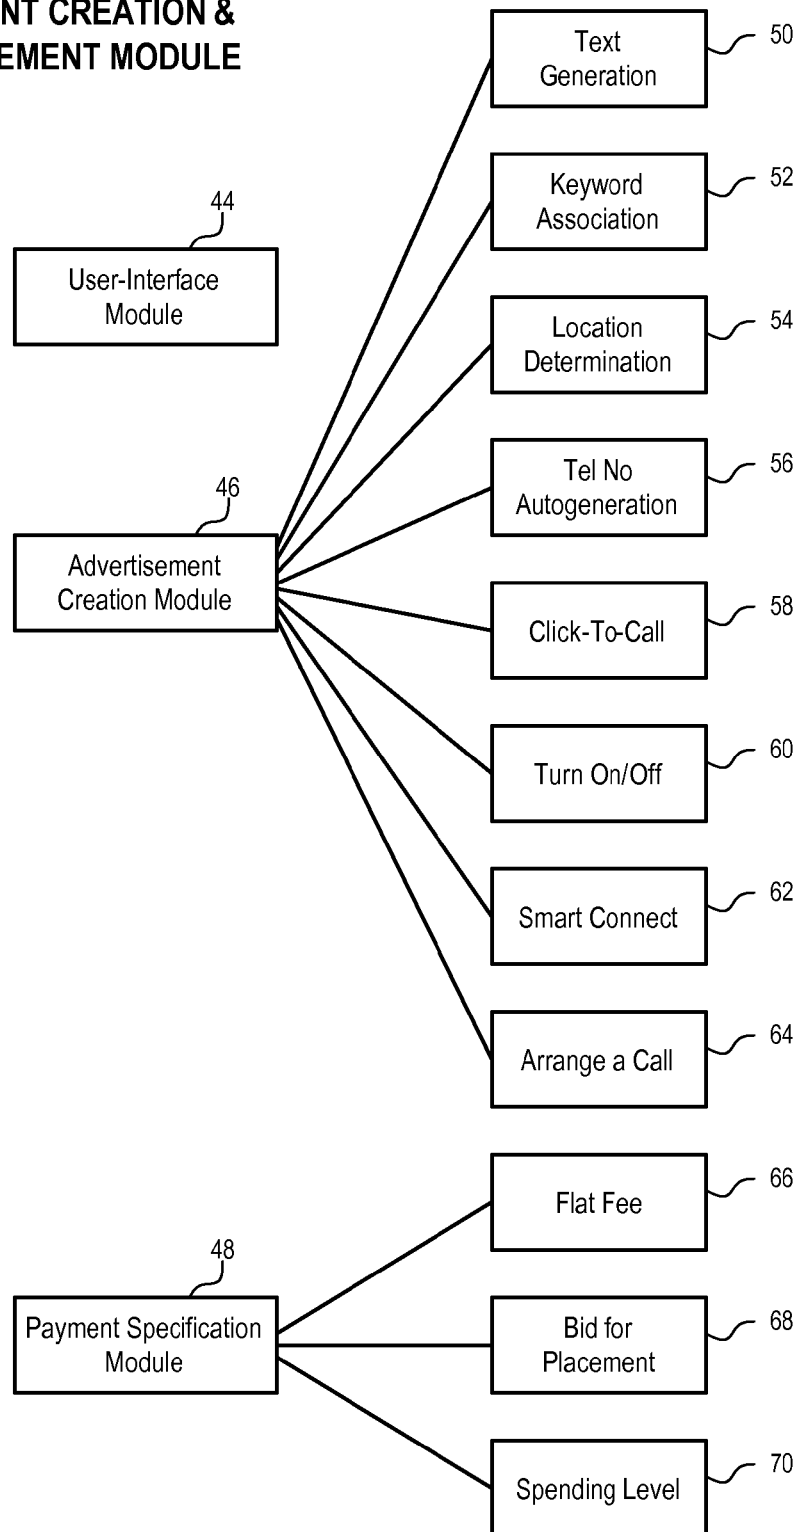 NT CREATION &
EMENT MODULE
Text
Generation
50
Keyword
Association
52
44
User-Interface
Module
Location
Determination
54
Tel No
Autogeneration
56
46
Advertisement
Creation Module
Click-To-Call
58
Turn On/Off
60
Smart Connect
62
Arrange a Call
64
Flat Fee
66
48
Payment Specification
Module
Bid for
Placement
68
Spending Level
70